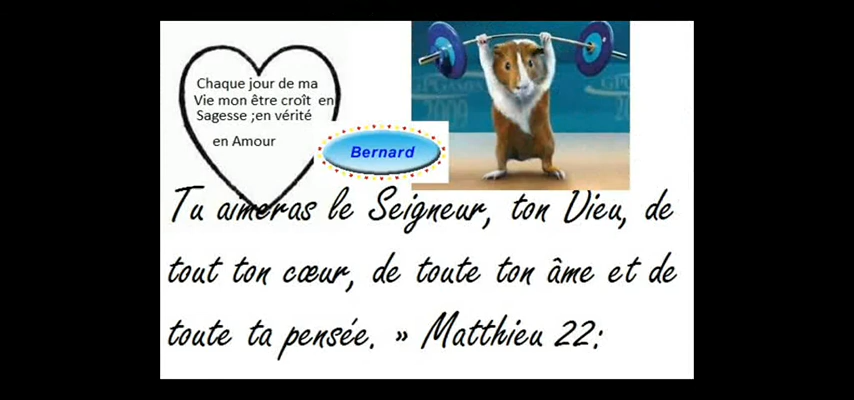 Chaque jour de ma
Vie mon être croît en
Sagesse ;en vérité
en Amour
Bernard
2009
Tu aimeras le Seigneur, ton Dieu, de
tout ton cœur, de toute ton âme et de
toute ta pensée. » Matthieu 22: